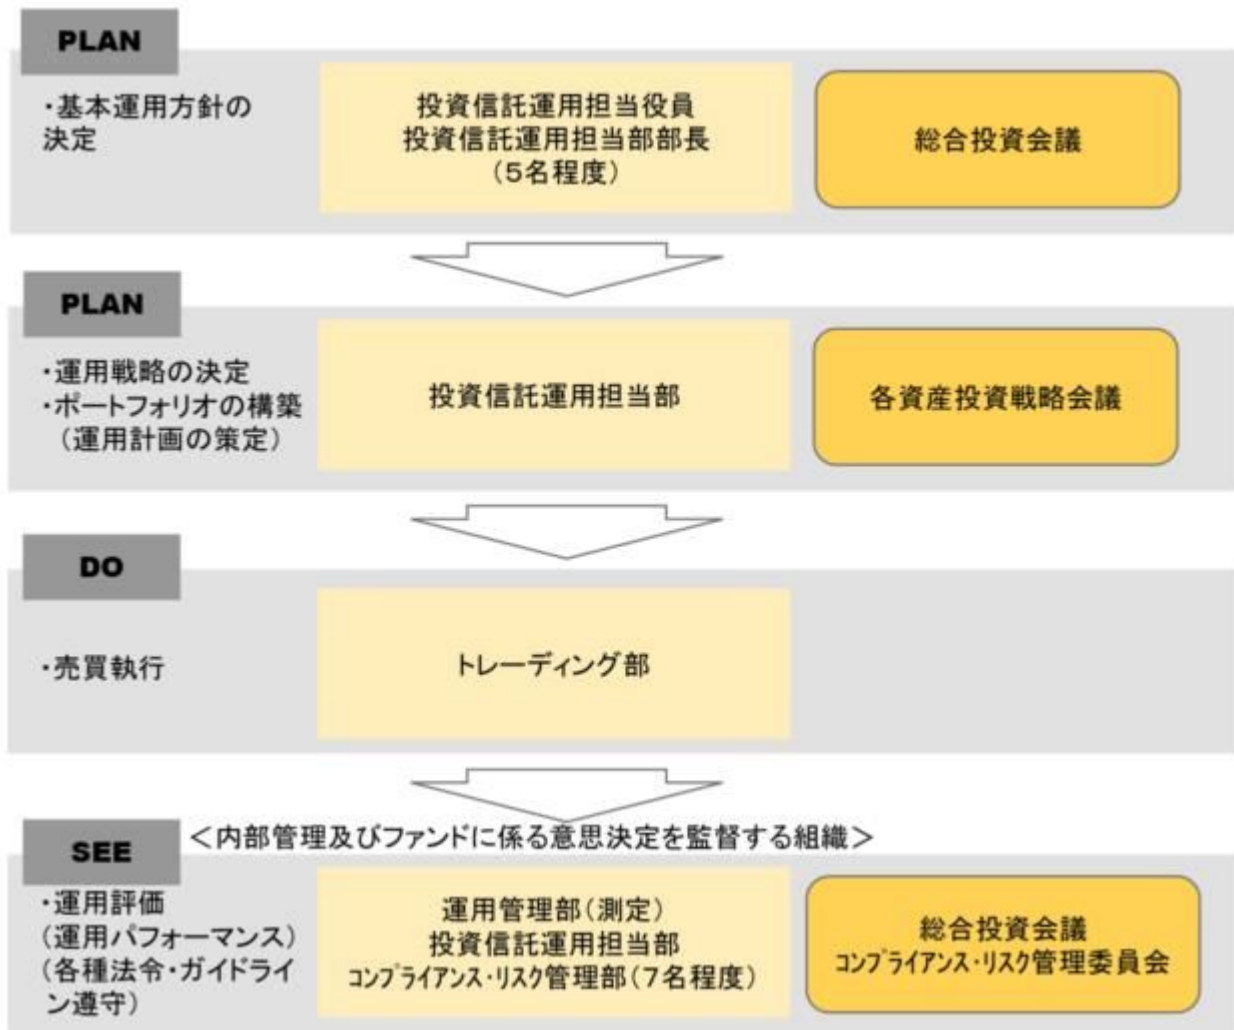 PLAN
・基本運用方針の
決定
投資信託運用担当役員
投資信託運用担当部部長
（５名程度）
総合投資会議
PLAN
・運用戦略の決定
・ポートフォリオの構築
（運用計画の策定）
投資信託運用担当部
各資産投資戦略会議
DO
・売買執行
トレーディング部
SEE
＜内部管理及びファンドに係る意思決定を監督する組織＞
・運用評価
（運用パフォーマンス）
（各種法令・ガイドライ
ン遵守）
運用管理部（測定）
投資信託運用担当部
ｺﾝﾌﾟﾗｲｱﾝｽ・ﾘｽｸ管理部（７名程度）
総合投資会議
ｺﾝﾌﾟﾗｲｱﾝｽ・ﾘｽｸ管理委員会